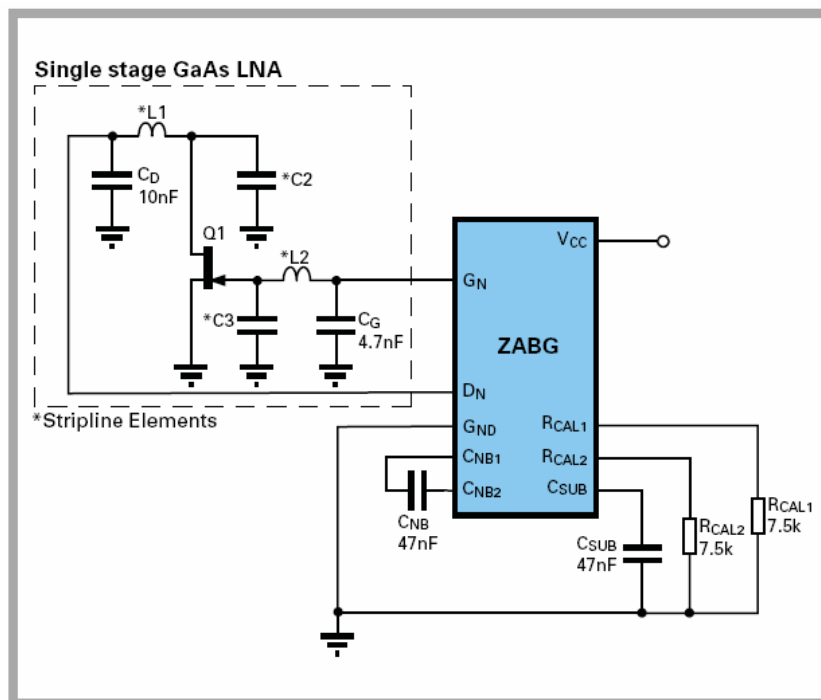 Single stage GaAs LNA
*L1
CD
10nF
*C2
Q1
*L2
*C3
CG
4.7nF
*Stripline Elements
VCC
GN
ZABG
DN
GND
RCAL1
CNB1
RCAL2
CNB2
CSUB
CNB
47nF
CSUB
47nF
RCAL2
7.5k
RCAL1
7.5k